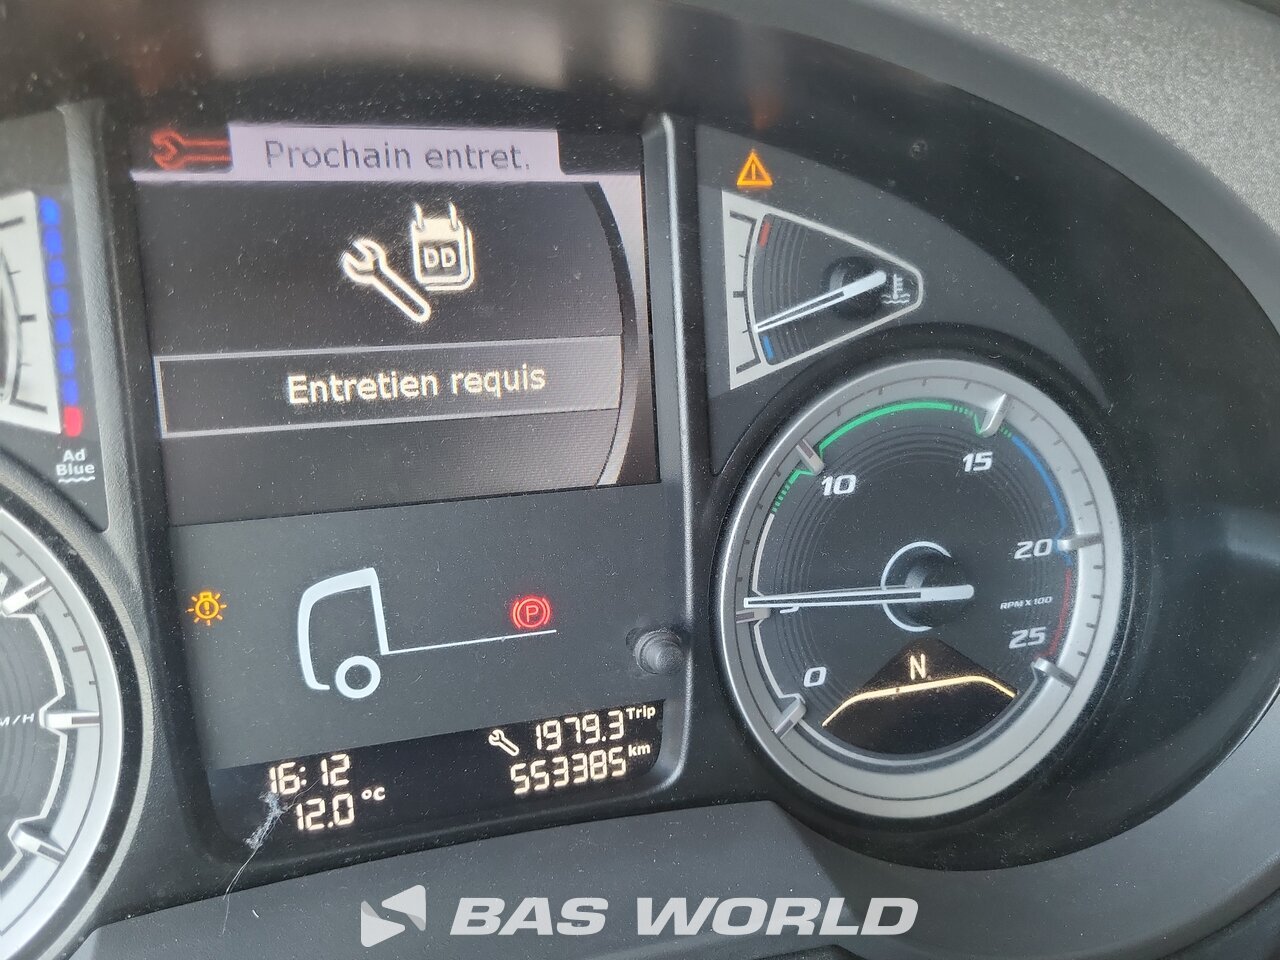 Prochain entret.
DD
Entretien requis
Ad
Blue
10
15
20
RPM X 100
25
5
0
N
P
M/H
1979.3 Trip
553385 km
16:12
12.0 °C
BAS WORLD